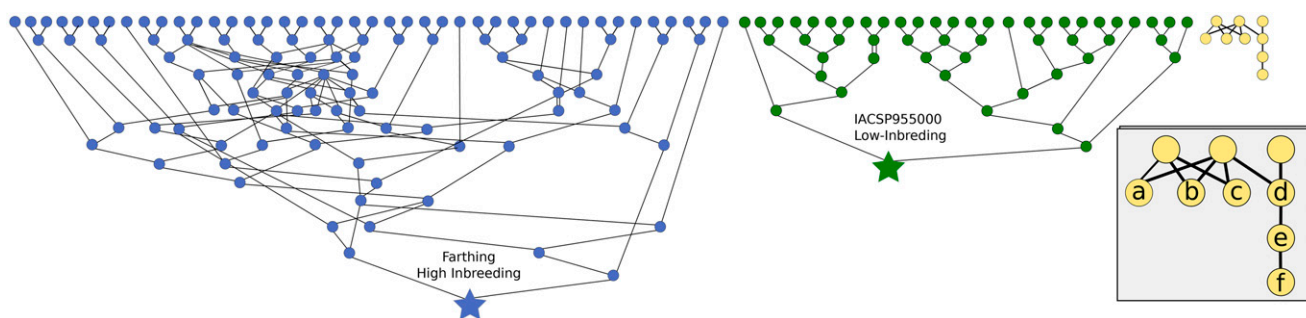 IACSP955000
Low-Inbreding
Farthing
High Inbreeding
a b c d
e
f